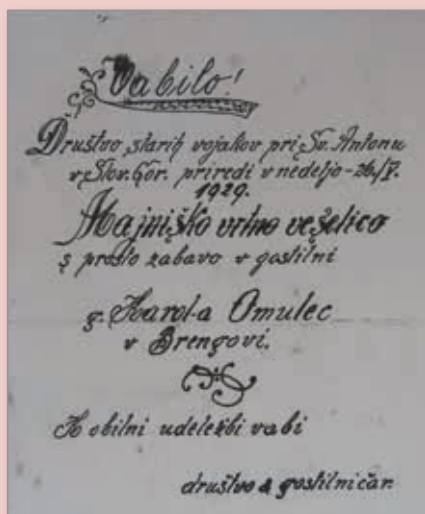 Vabilo!
Društvo starih vojakov pri Sv. Antonu
v Slov. Gor. priredi v nedeljo - 26./V.
1929.
Majniško vrtno veselico
s prosto zabavo v gostilni
g. Karol-a Omulec
v Brengovi.
K obilni udeležbi vabi
društvo & gostilničar.